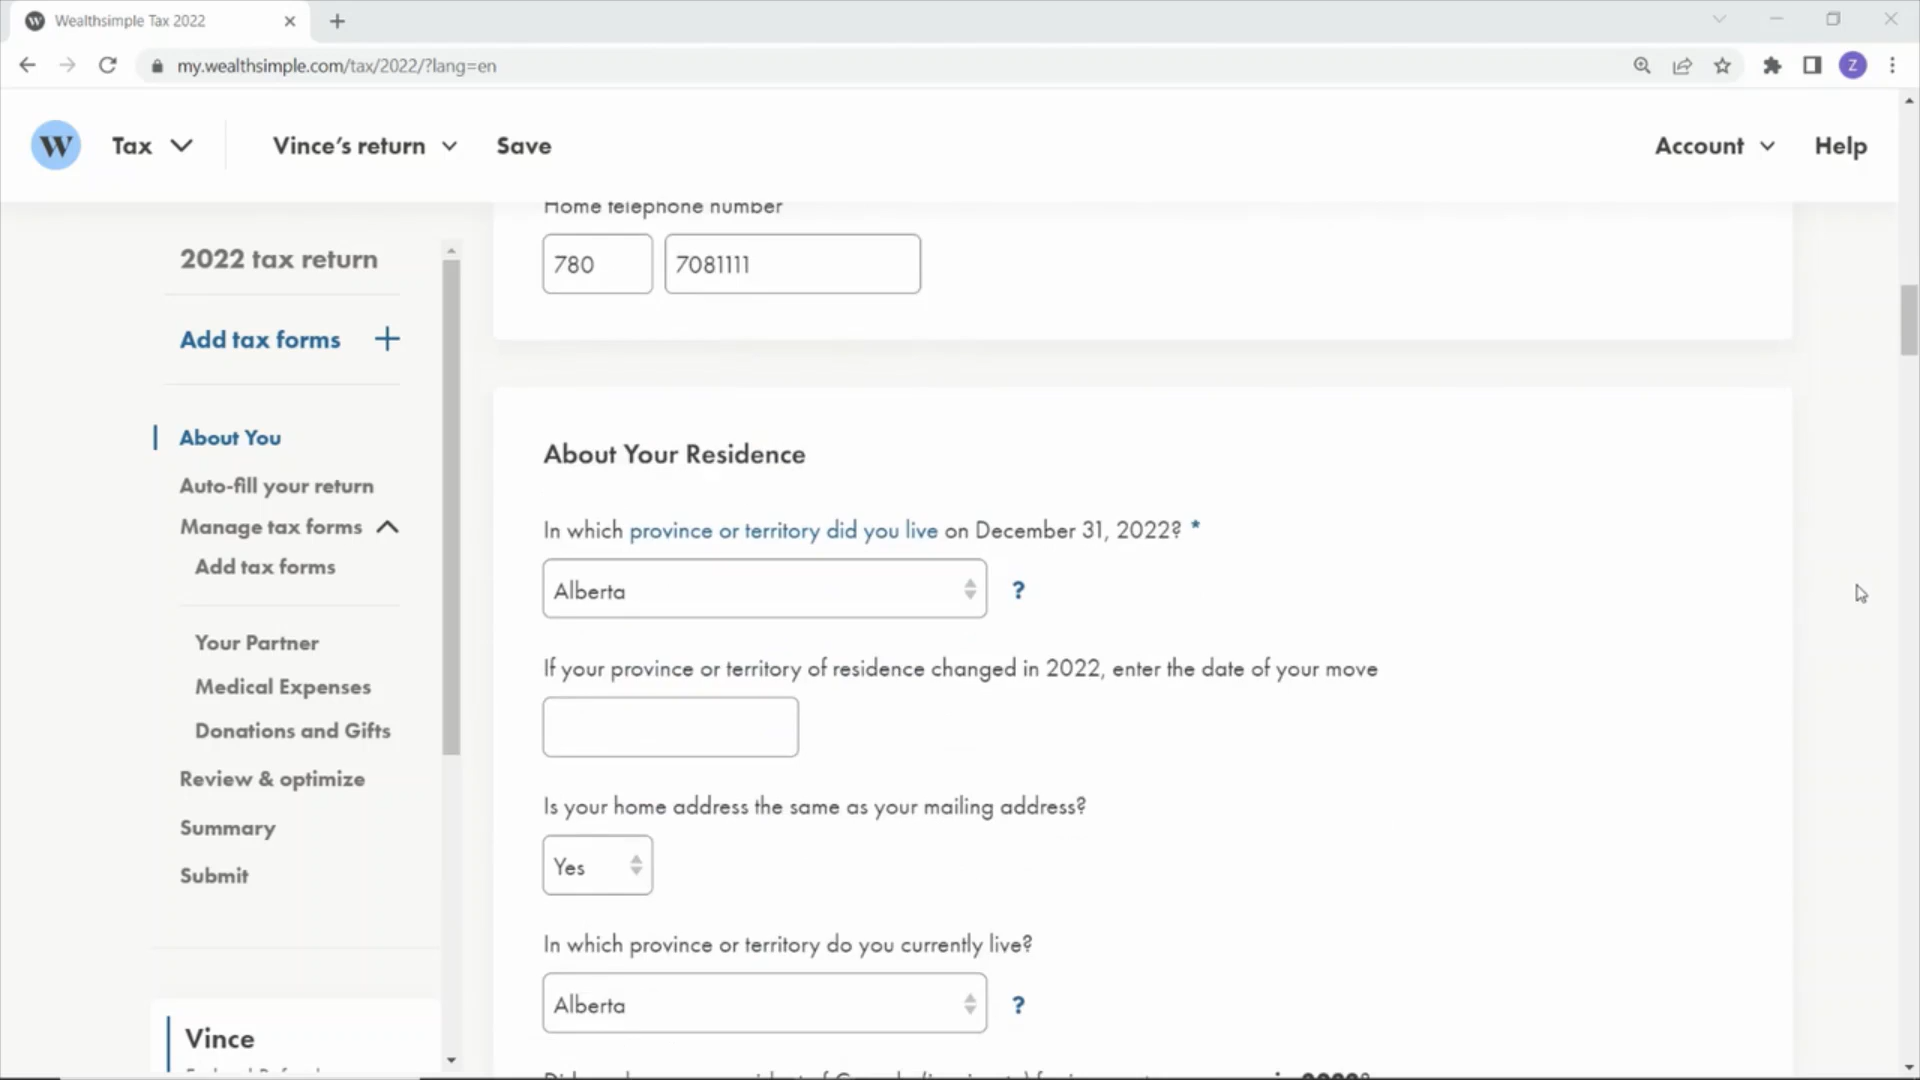 Wealthsimple Tax 2022
my.wealthsimple.com/tax/2022/?lang=en
Z
W
Tax
Vince's return
Save
Account
Help
Home telephone number
780
7081111
2022 tax return
Add tax forms
About You
Auto-fill your return
Manage tax forms
Add tax forms
Your Partner
Medical Expenses
Donations and Gifts
Review & optimize
Summary
Submit
Vince
About Your Residence
In which province or territory did you live on December 31, 2022? *
Alberta
?
If your province or territory of residence changed in 2022, enter the date of your move
Is your home address the same as your mailing address?
Yes
In which province or territory do you currently live?
Alberta
?